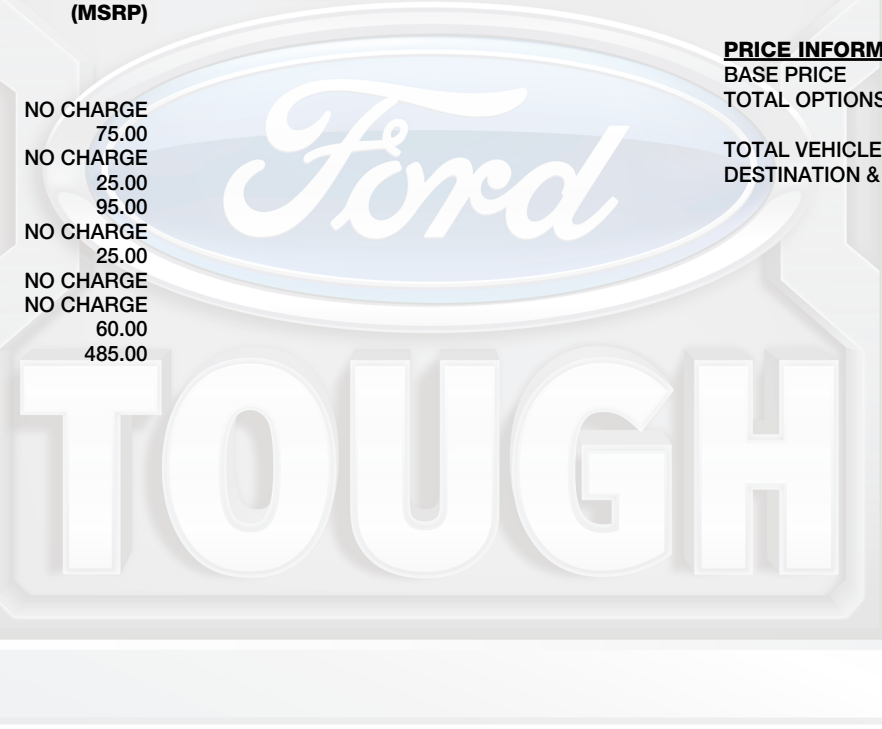 (MSRP)
NO CHARGE
75.00
NO CHARGE
25.00
95.00
NO CHARGE
25.00
NO CHARGE
NO CHARGE
60.00
485.00
PRICE INFORM
BASE PRICE
TOTAL OPTIONS
TOTAL VEHICLE
DESTINATION &
Ford
TOUGH